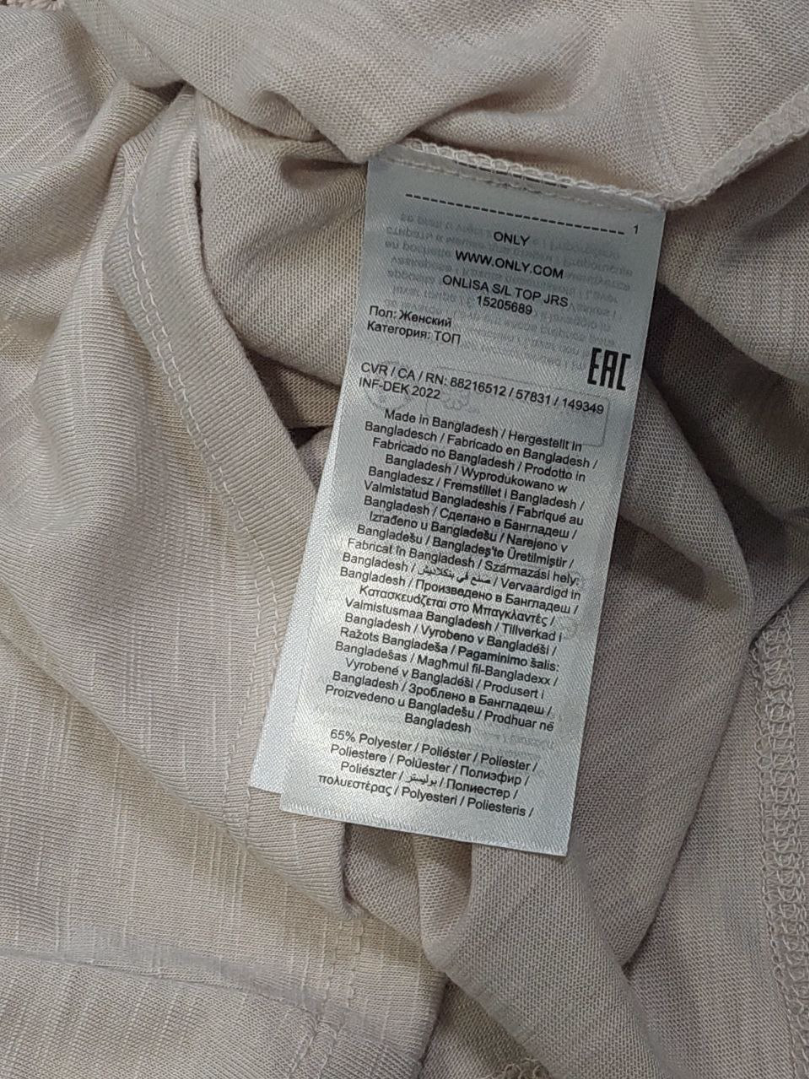 1
ONLY
WWW.ONLY.COM
ONLISA S/L TOP JRS
15205689
Пол: Женский
Категория: ТОП
EAC
CVR / CA / RN: 88216512 / 57831 / 149349
INF-DEK 2022
Made in Bangladesh / Hergestellt in
Bangladesch / Fabricado en Bangladesh /
Fabricado no Bangladesh / Prodotto in
Bangladesh / Wyprodukowano w
Bangladesz / Fremstillet i Bangladesh /
Valmistatud Bangladeshis / Fabriqué au
Bangladesh / Сделано в Бангладеш /
Izrađeno u Bangladešu / Narejeno v
Bangladešu / Bangladeş'te Üretilmiştir /
Fabricat în Bangladesh / Származási hely:
Bangladesh / صنع في بنكلاديش / Vervaardigd in
Bangladesh / Произведено в Бангладеш /
Κατασκευάζεται στο Μπαγκλαντές /
Valmistusmaa Bangladesh / Tillverkad i
Bangladesh / Vyrobeno v Bangladéši /
Ražots Bangladeša / Pagaminimo šalis:
Bangladešas / Magħmul fil-Bangladexx /
Vyrobené v Bangladéši / Produsert i
Bangladesh / Зроблено в Бангладеш /
Proizvedeno u Bangladešu / Prodhuar në
Bangladesh
65% Polyester / Poliéster / Poliester /
Poliestere / Polüester / Полиэфир /
Poliészter / بوليستر / Полиестер /
πολυεστέρας / Polyesteri / Poliesteris /